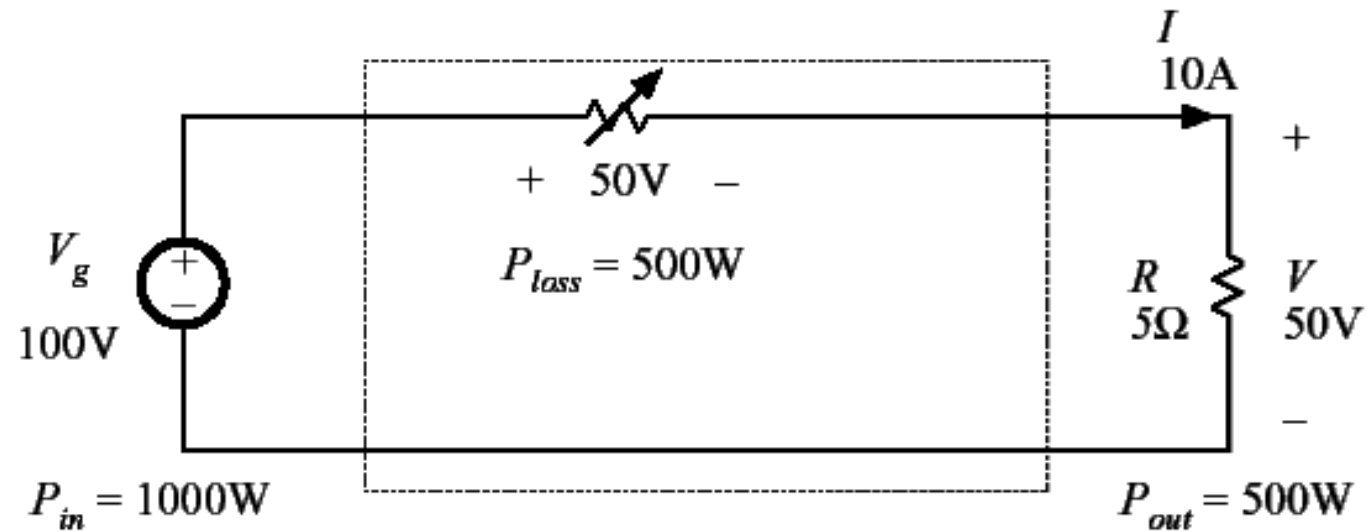 I
10A
+
+ 50V –
V_g
+
–
100V
P_loss = 500W
R
5Ω
V
50V
–
P_in = 1000W
P_out = 500W